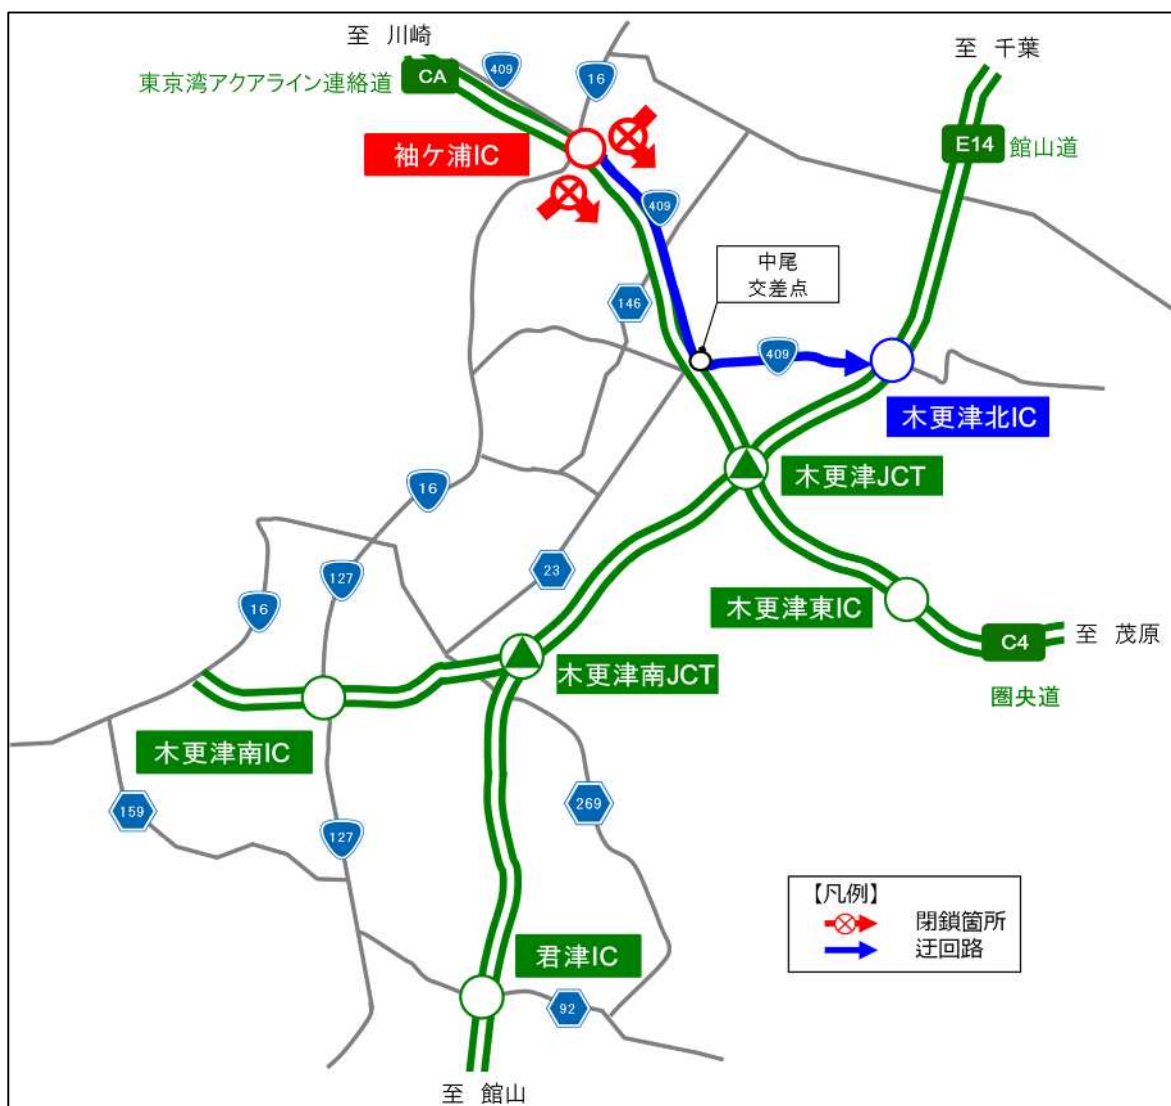 至 川崎
至 千葉
409
16
CA
東京湾アクアライン連絡道
E14
館山道
袖ケ浦IC
409
中尾
交差点
146
409
木更津北IC
木更津JCT
16
23
127
16
木更津東IC
C4
至 茂原
圏央道
木更津南JCT
木更津南IC
159
127
269
【凡例】
閉鎖箇所
迂回路
君津IC
92
至 館山